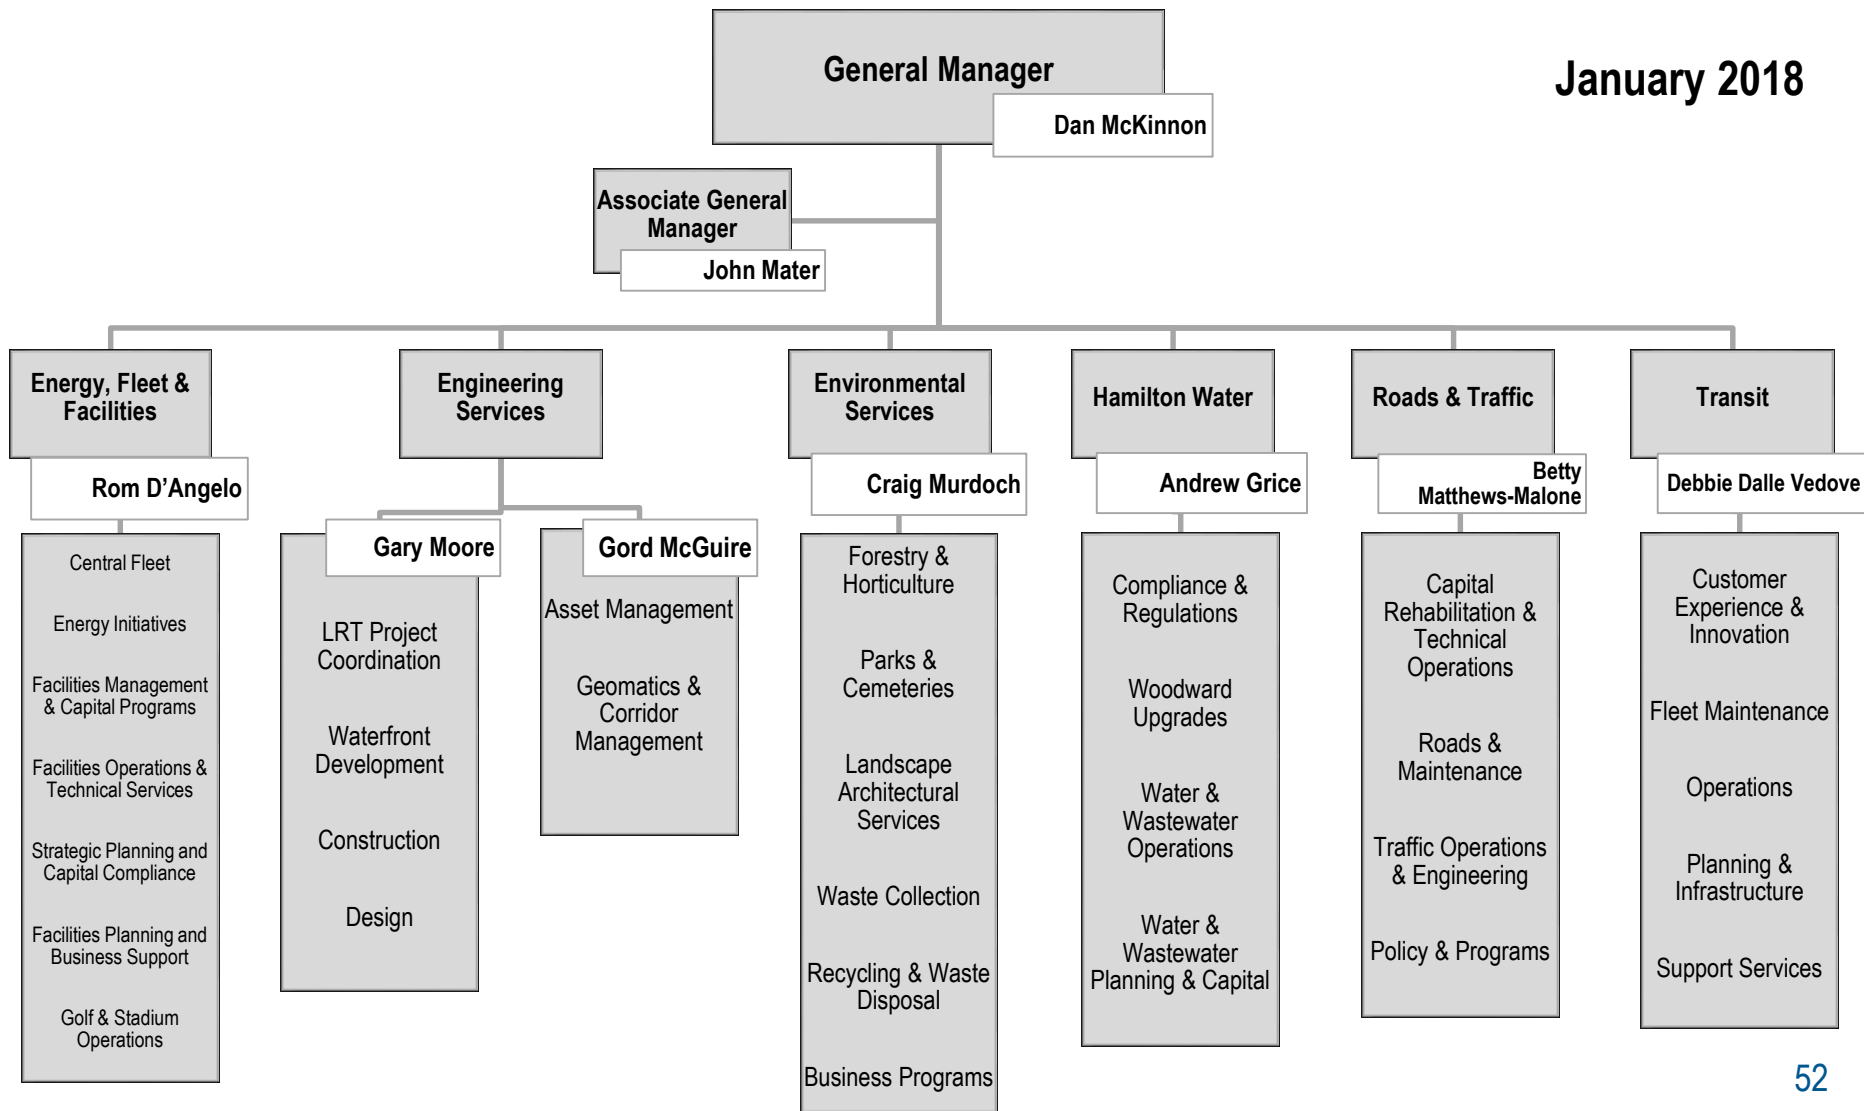 General Manager
January 2018
Dan McKinnon
Associate General
Manager
John Mater
Energy, Fleet &
Facilities
Rom D’Angelo
Central Fleet
Energy Initiatives
Facilities Management
& Capital Programs
Facilities Operations &
Technical Services
Strategic Planning and
Capital Compliance
Facilities Planning and
Business Support
Golf & Stadium
Operations
Engineering
Services
Gary Moore
LRT Project
Coordination
Waterfront
Development
Construction
Design
Gord McGuire
Asset Management
Geomatics &
Corridor
Management
Environmental
Services
Craig Murdoch
Forestry &
Horticulture
Parks &
Cemeteries
Landscape
Architectural
Services
Waste Collection
Recycling & Waste
Disposal
Business Programs
Hamilton Water
Andrew Grice
Compliance &
Regulations
Woodward
Upgrades
Water &
Wastewater
Operations
Water &
Wastewater
Planning & Capital
Roads & Traffic
Betty
Matthews-Malone
Capital
Rehabilitation &
Technical
Operations
Roads &
Maintenance
Traffic Operations
& Engineering
Policy & Programs
Transit
Debbie Dalle Vedove
Customer
Experience &
Innovation
Fleet Maintenance
Operations
Planning &
Infrastructure
Support Services
52